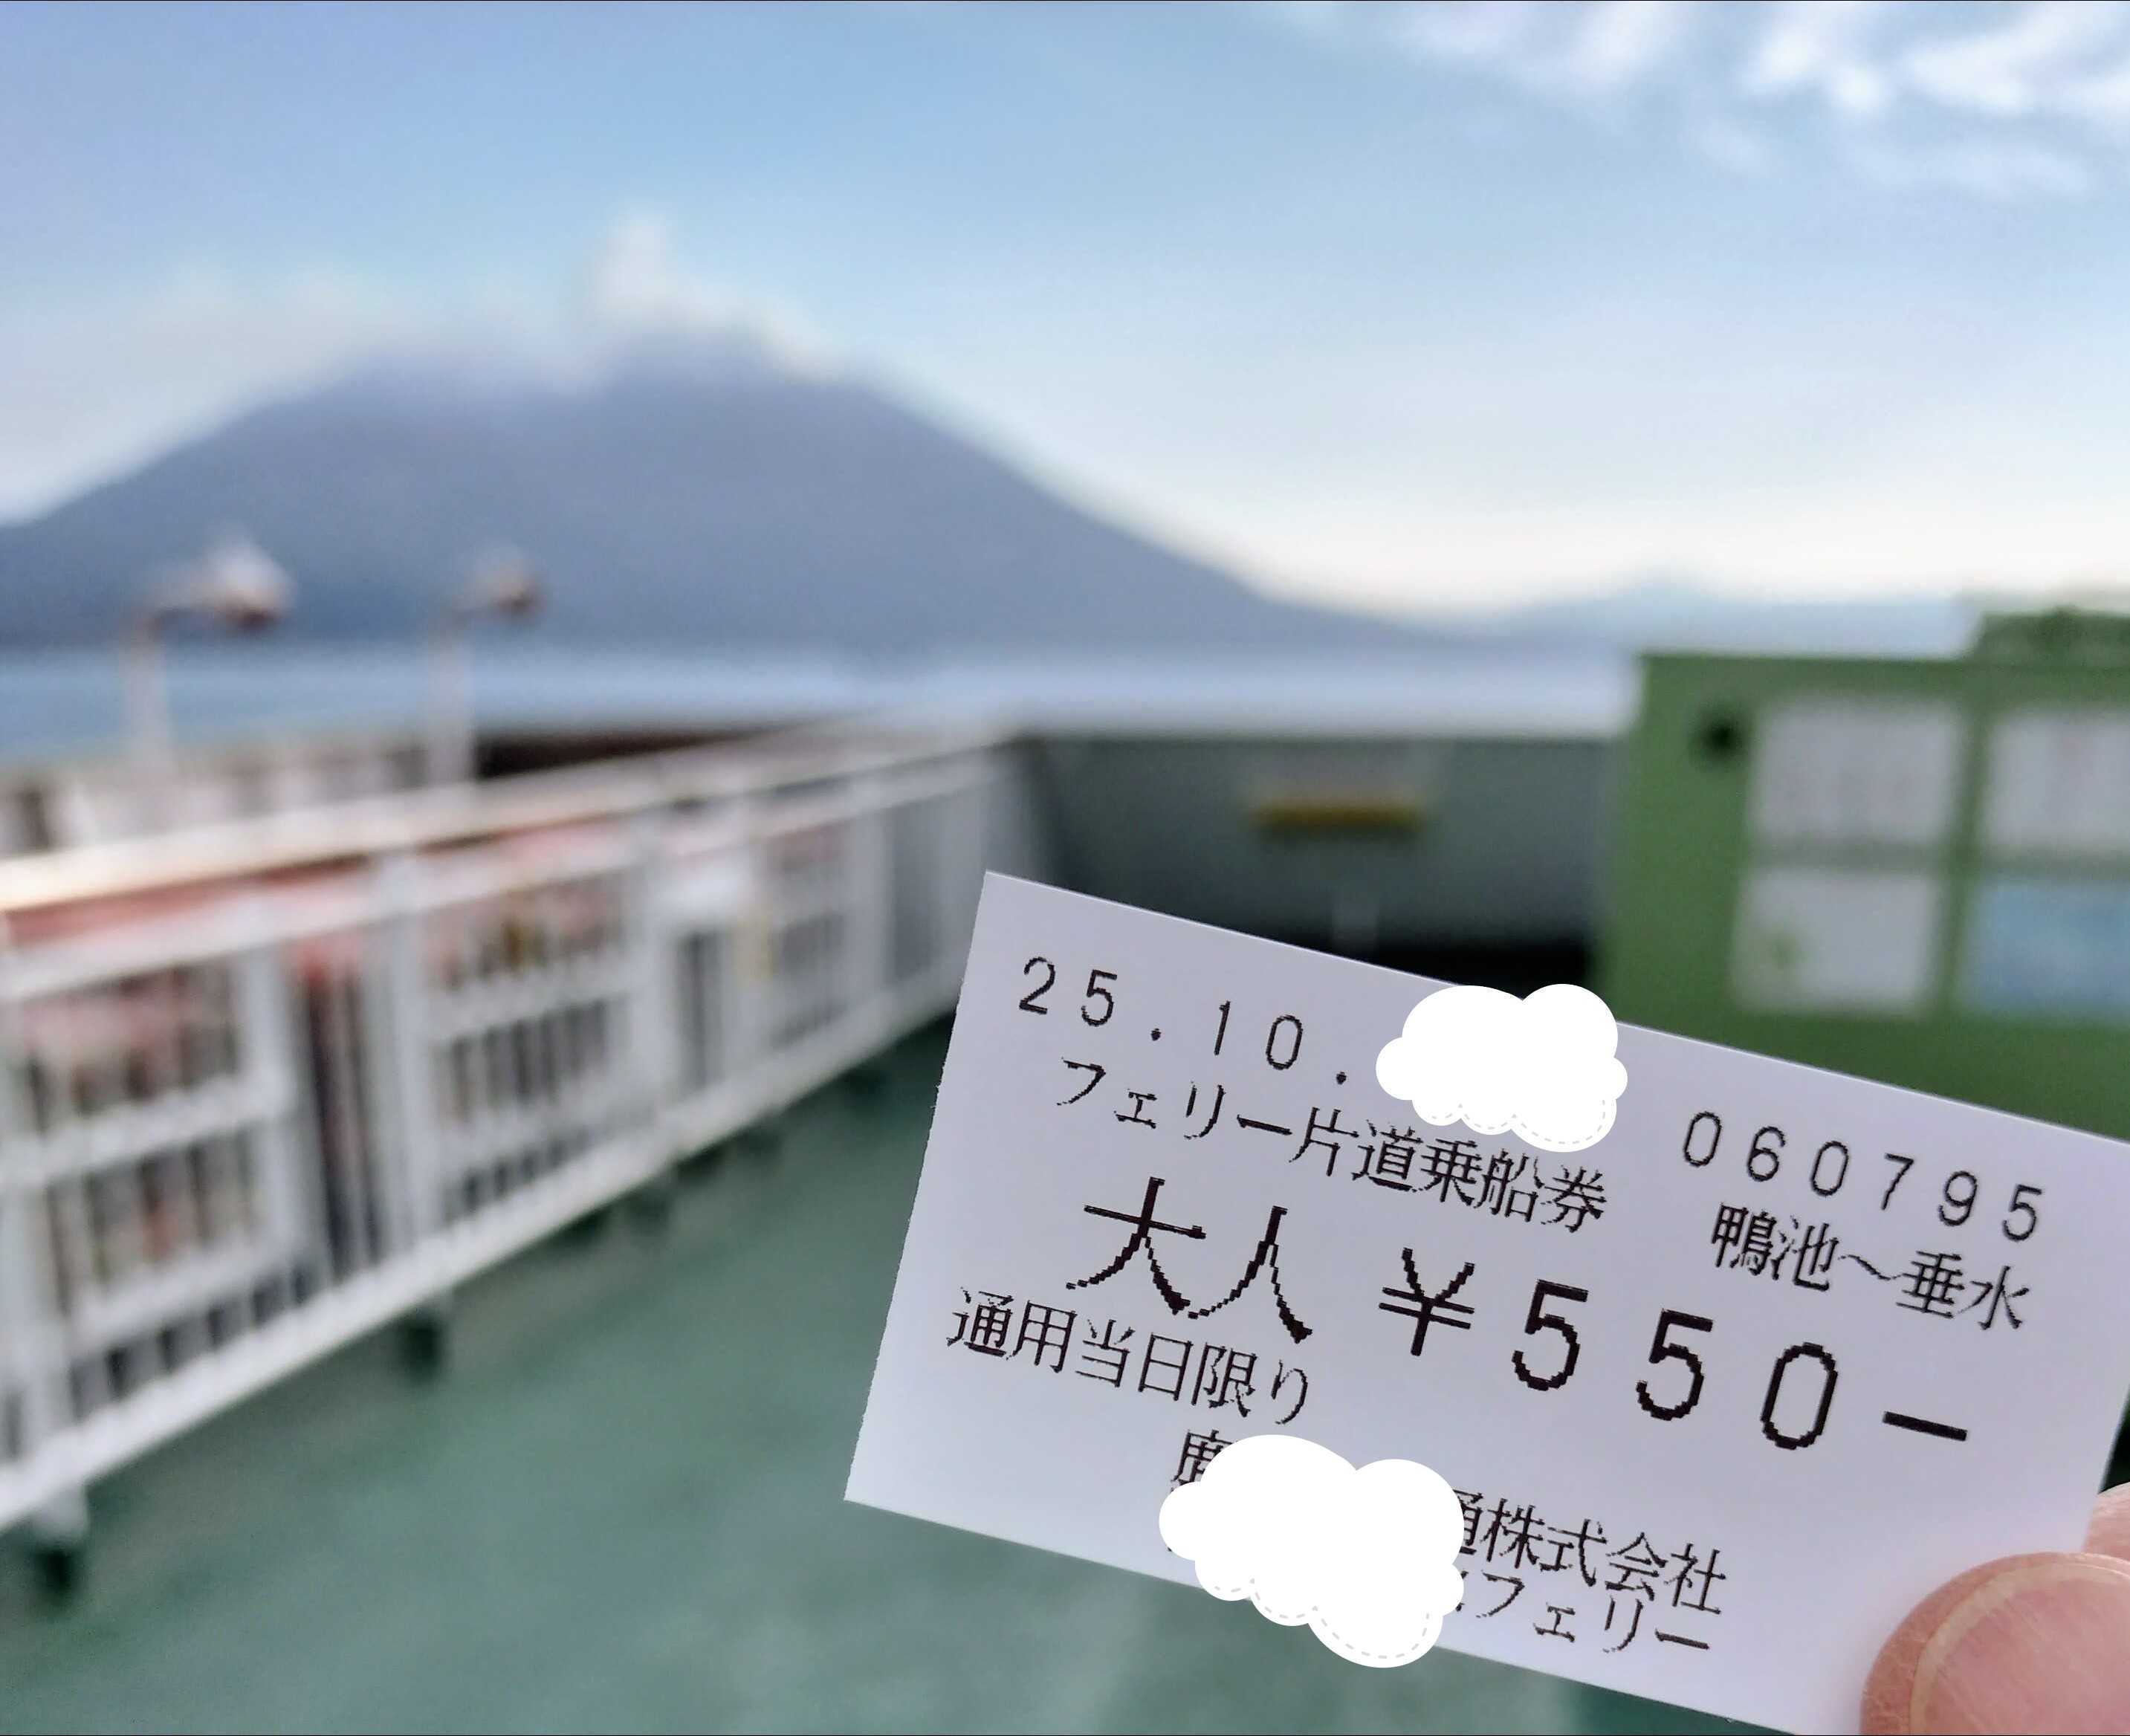 25.10.
060795
フェリー片道乗船券 鴨池～垂水
大人 ¥550-
通用当日限り
鹿 通株式会社
フェリー